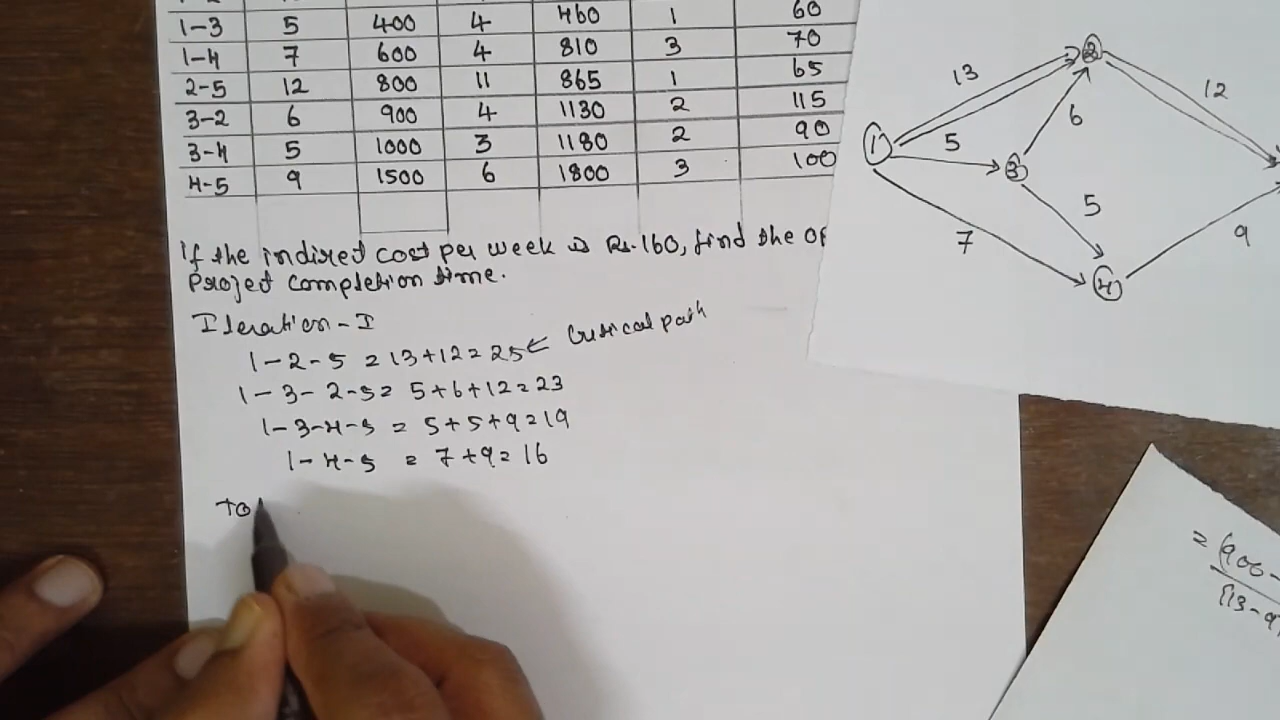 1-3 5 400 4 460 1 60
1-4 7 600 4 810 3 70
2-5 12 800 11 865 1 65
3-2 6 900 4 1130 2 115
3-4 5 1000 3 1180 2 90
4-5 9 1500 6 1800 3 100
If the indirect cost per week is Rs.160, find the
Project completion time.
Iteration-I
1-2-5 = 13+12=25 ← Critical path
1-3-2-5= 5+6+12=23
1-3-4-5 = 5+5+9=19
1-4-5 = 7+9=16
To
13
2
12
1
5
6
3
5
7
9
4
= (900-
(13-9)